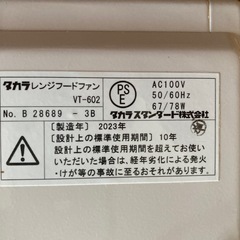 タカラレンジフードファン
VT-602
No. B 28689 - 3B
PSE
AC100V
50/60Hz
67/78W
タカラスタンダード株式会社
【製造年】2023年
【設計上の標準使用期間】10年
設計上の標準使用期間を超えてお使
いいただいた場合は、経年劣化による発火・
けが等の事故に至るおそれがあります。